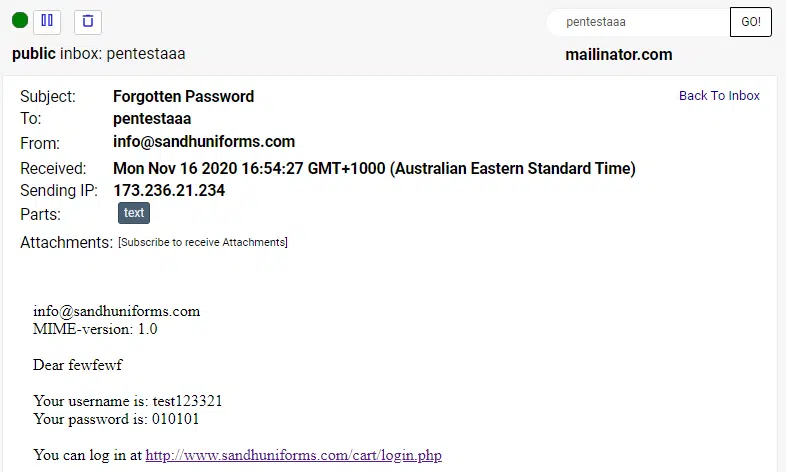 pentestaaa GO!
public inbox: pentestaaa mailinator.com
Subject: Forgotten Password Back To Inbox
To: pentestaaa
From: info@sandhuniforms.com
Received: Mon Nov 16 2020 16:54:27 GMT+1000 (Australian Eastern Standard Time)
Sending IP: 173.236.21.234
Parts: text
Attachments: [Subscribe to receive Attachments]
info@sandhuniforms.com
MIME-version: 1.0
Dear fewfewf
Your username is: test123321
Your password is: 010101
You can log in at http://www.sandhuniforms.com/cart/login.php